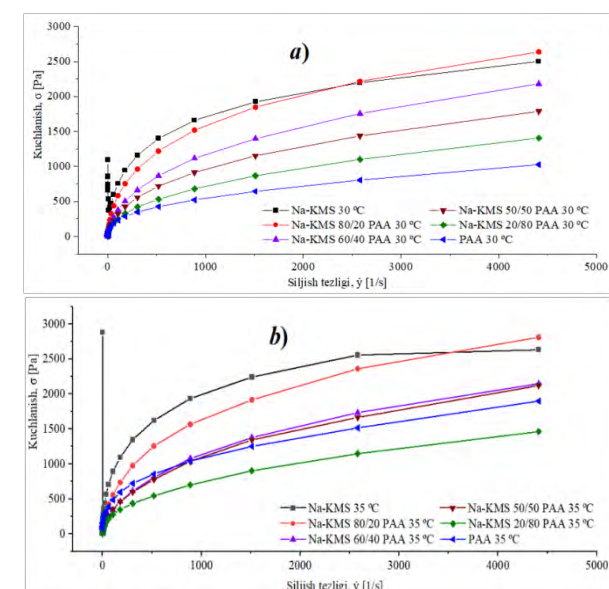 3000
a)
2500
2000
1500
1000
500
0
Kuchlanish, σ [Pa]
Na-KMS 30 ºC
Na-KMS 50/50 PAA 30 ºC
Na-KMS 80/20 PAA 30 ºC
Na-KMS 20/80 PAA 30 ºC
Na-KMS 60/40 PAA 30 ºC
PAA 30 ºC
0 1000 2000 3000 4000 5000
Siljish tezligi, ẏ [1/s]
b)
3000
2500
2000
1500
1000
500
0
Kuchlanish, σ [Pa]
Na-KMS 35 ºC
Na-KMS 50/50 PAA 35 ºC
Na-KMS 80/20 PAA 35 ºC
Na-KMS 20/80 PAA 35 ºC
Na-KMS 60/40 PAA 35 ºC
PAA 35 ºC
0 1000 2000 3000 4000 5000
Siljish tezligi, ẏ [1/s]